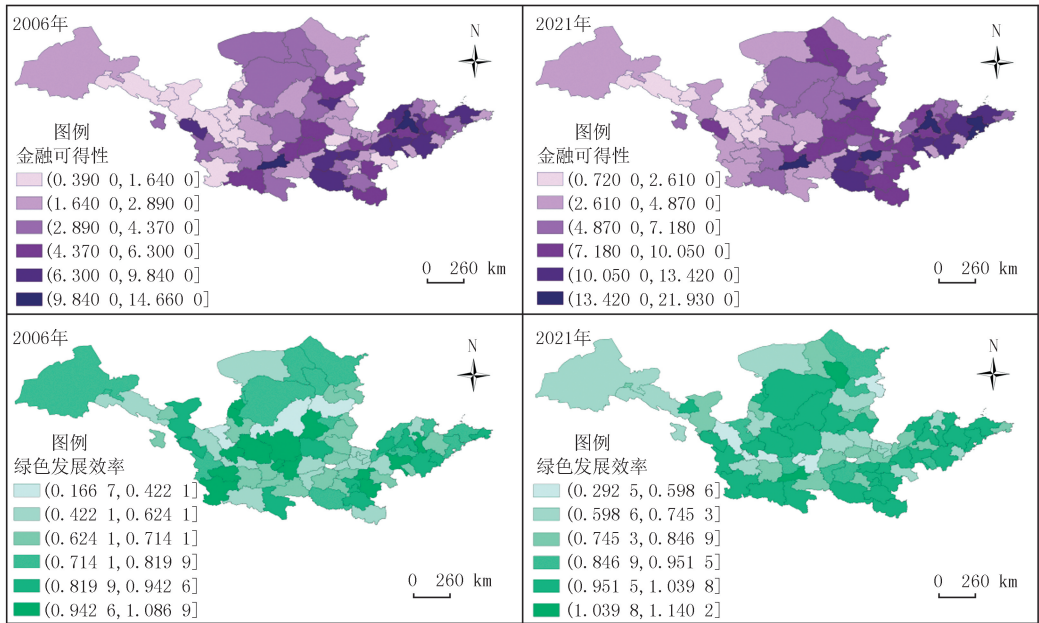 2006年
N
图例
金融可得性
(0.390 0,1.640 0]
(1.640 0,2.890 0]
(2.890 0,4.370 0]
(4.370 0,6.300 0]
(6.300 0,9.840 0]
(9.840 0,14.660 0]
0 260 km
2021年
N
图例
金融可得性
(0.720 0,2.610 0]
(2.610 0,4.870 0]
(4.870 0,7.180 0]
(7.180 0,10.050 0]
(10.050 0,13.420 0]
(13.420 0,21.930 0]
0 260 km
2006年
N
图例
绿色发展效率
(0.166 7,0.422 1]
(0.422 1,0.624 1]
(0.624 1,0.714 1]
(0.714 1,0.819 9]
(0.819 9,0.942 6]
(0.942 6,1.086 9]
0 260 km
2021年
N
图例
绿色发展效率
(0.292 5,0.598 6]
(0.598 6,0.745 3]
(0.745 3,0.846 9]
(0.846 9,0.951 5]
(0.951 5,1.039 8]
(1.039 8,1.140 2]
0 260 km